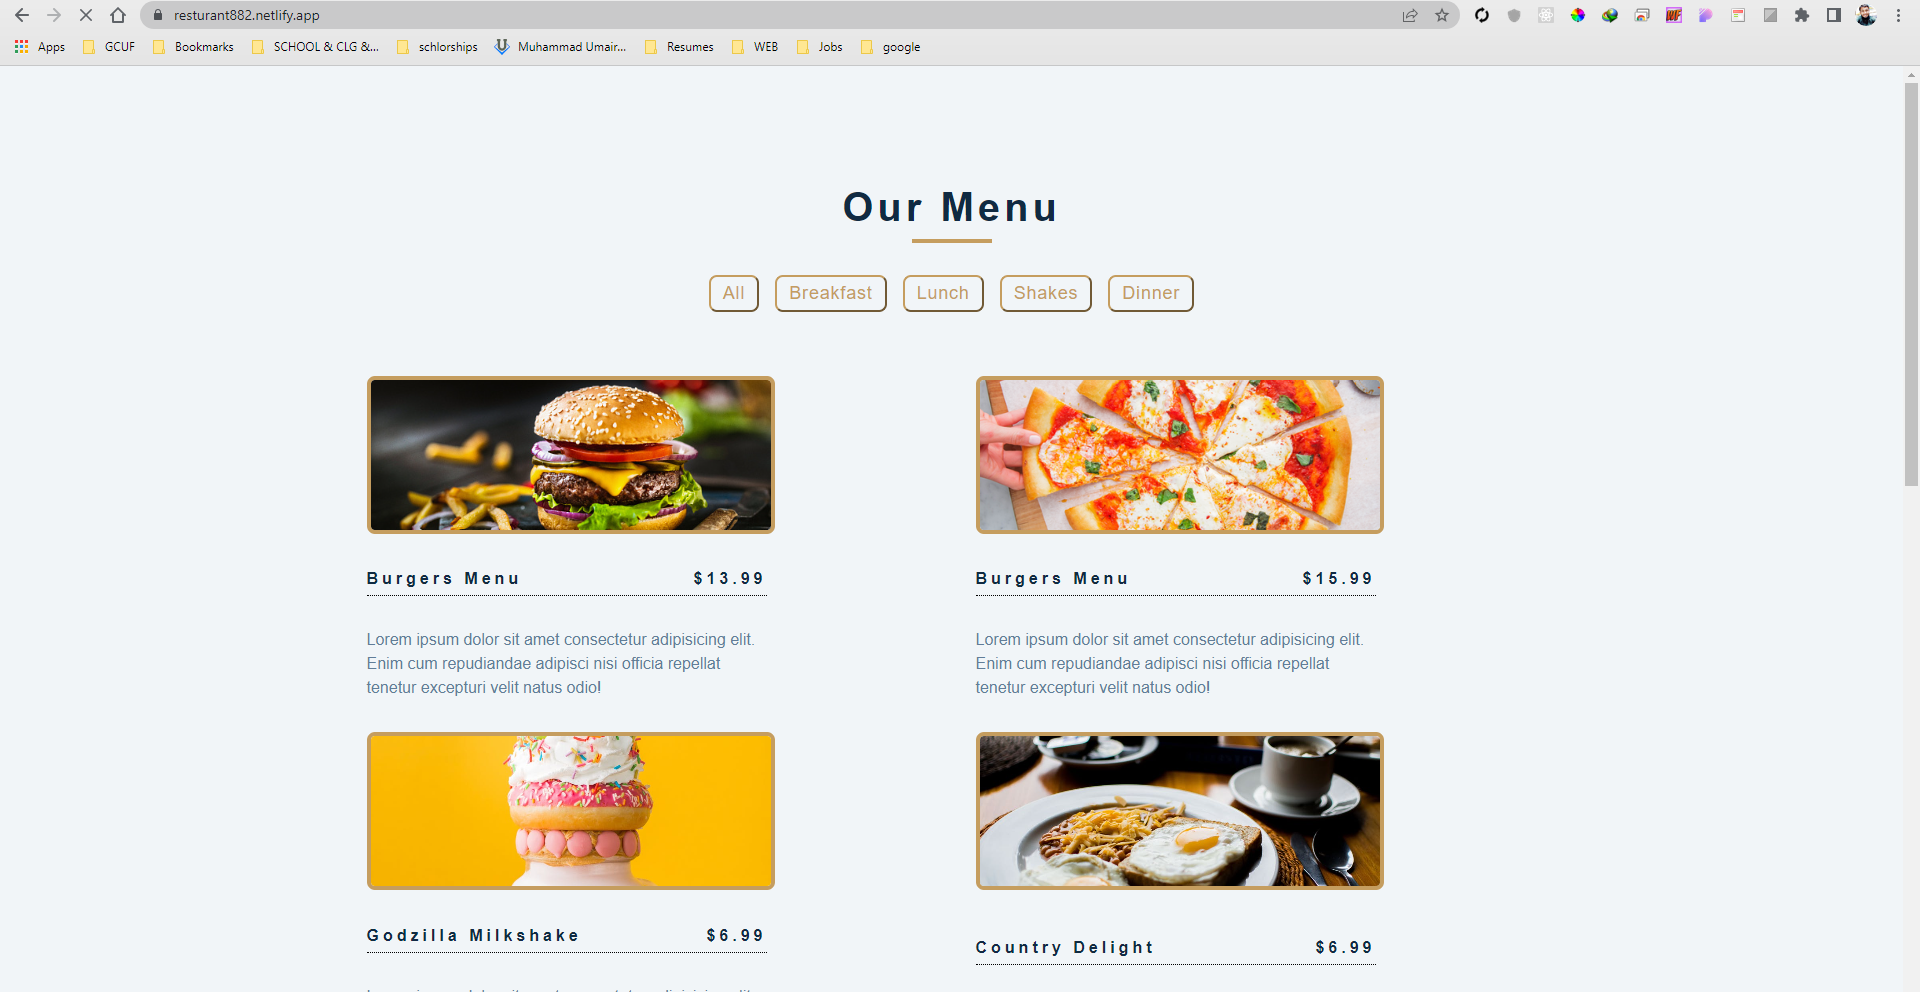 resturant882.netlify.app
Apps GCUF Bookmarks SCHOOL & CLG &... schlorships Muhammad Umair... Resumes WEB Jobs google
Our Menu
All Breakfast Lunch Shakes Dinner
Burgers Menu $13.99
Lorem ipsum dolor sit amet consectetur adipisicing elit.
Enim cum repudiandae adipisci nisi officia repellat
tenetur excepturi velit natus odio!
Burgers Menu $15.99
Lorem ipsum dolor sit amet consectetur adipisicing elit.
Enim cum repudiandae adipisci nisi officia repellat
tenetur excepturi velit natus odio!
Godzilla Milkshake $6.99
Country Delight $6.99